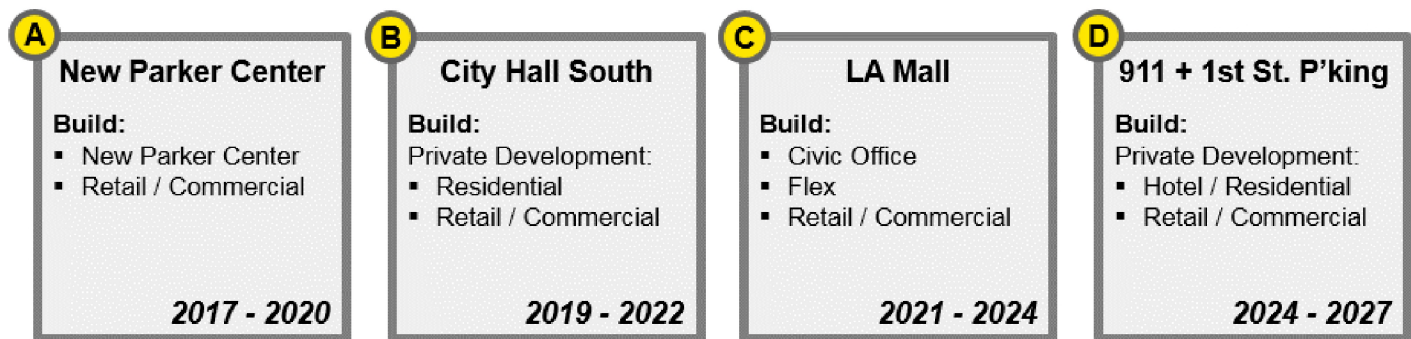 A
New Parker Center
Build:
▪ New Parker Center
▪ Retail / Commercial
2017 - 2020
B
City Hall South
Build:
Private Development:
▪ Residential
▪ Retail / Commercial
2019 - 2022
C
LA Mall
Build:
▪ Civic Office
▪ Flex
▪ Retail / Commercial
2021 - 2024
D
911 + 1st St. P’king
Build:
Private Development:
▪ Hotel / Residential
▪ Retail / Commercial
2024 - 2027